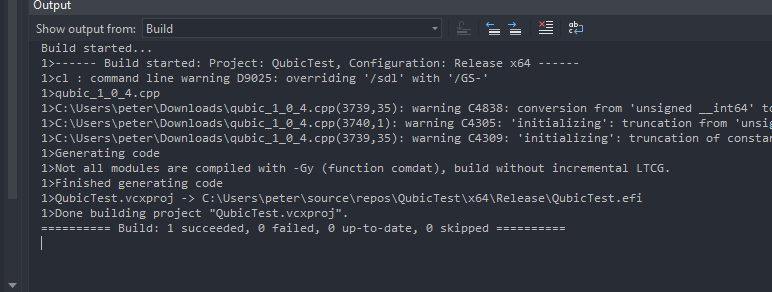 Output
Show output from: Build
Build started...
1>------ Build started: Project: QubicTest, Configuration: Release x64 ------
1>cl : command line warning D9025: overriding '/sdl' with '/GS-'
1>qubic_1_0_4.cpp
1>C:\Users\peter\Downloads\qubic_1_0_4.cpp(3739,35): warning C4838: conversion from 'unsigned __int64' to
1>C:\Users\peter\Downloads\qubic_1_0_4.cpp(3740,1): warning C4305: 'initializing': truncation from 'unsig
1>C:\Users\peter\Downloads\qubic_1_0_4.cpp(3739,35): warning C4309: 'initializing': truncation of constan
1>Generating code
1>Not all modules are compiled with -Gy (function comdat), build without incremental LTCG.
1>Finished generating code
1>QubicTest.vcxproj -> C:\Users\peter\source\repos\QubicTest\x64\Release\QubicTest.efi
1>Done building project "QubicTest.vcxproj".
========== Build: 1 succeeded, 0 failed, 0 up-to-date, 0 skipped ==========